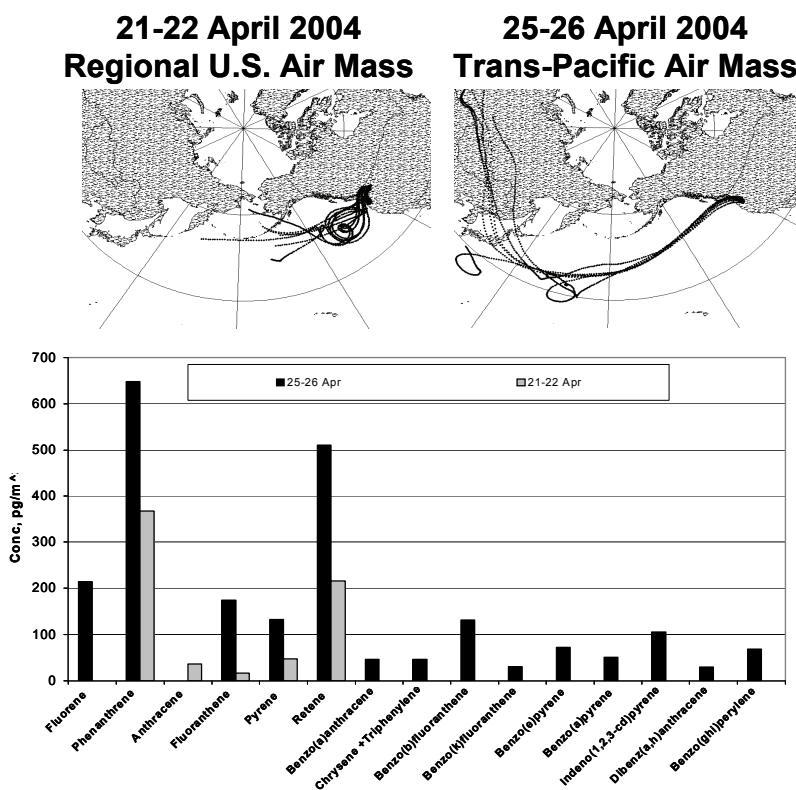 21-22 April 2004
Regional U.S. Air Mass
25-26 April 2004
Trans-Pacific Air Mass
700
600
500
400
300
200
100
0
Conc, pg/m^
25-26 Apr
21-22 Apr
Fluorene
Phenanthrene
Anthracene
Fluoranthene
Pyrene
Retene
Benzo(a)anthracene
Chrysene +Triphenylene
Benzo(b)fluoranthene
Benzo(k)fluoranthene
Benzo(e)pyrene
Benzo(a)pyrene
Indeno(1,2,3-cd)pyrene
Dibenz(a,h)anthracene
Benzo(ghi)perylene